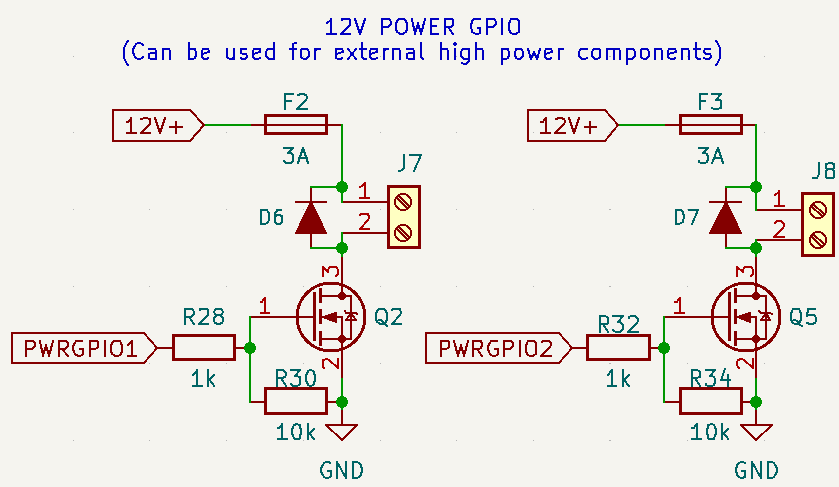 12V POWER GPIO
(Can be used for external high power components)
F2
12V+
3A
J7
1
2
D6
3
R28
1
Q2
PWRGPIO1
2
1k
R30
10k
GND
F3
12V+
3A
J8
1
2
D7
3
R32
1
Q5
PWRGPIO2
2
1k
R34
10k
GND